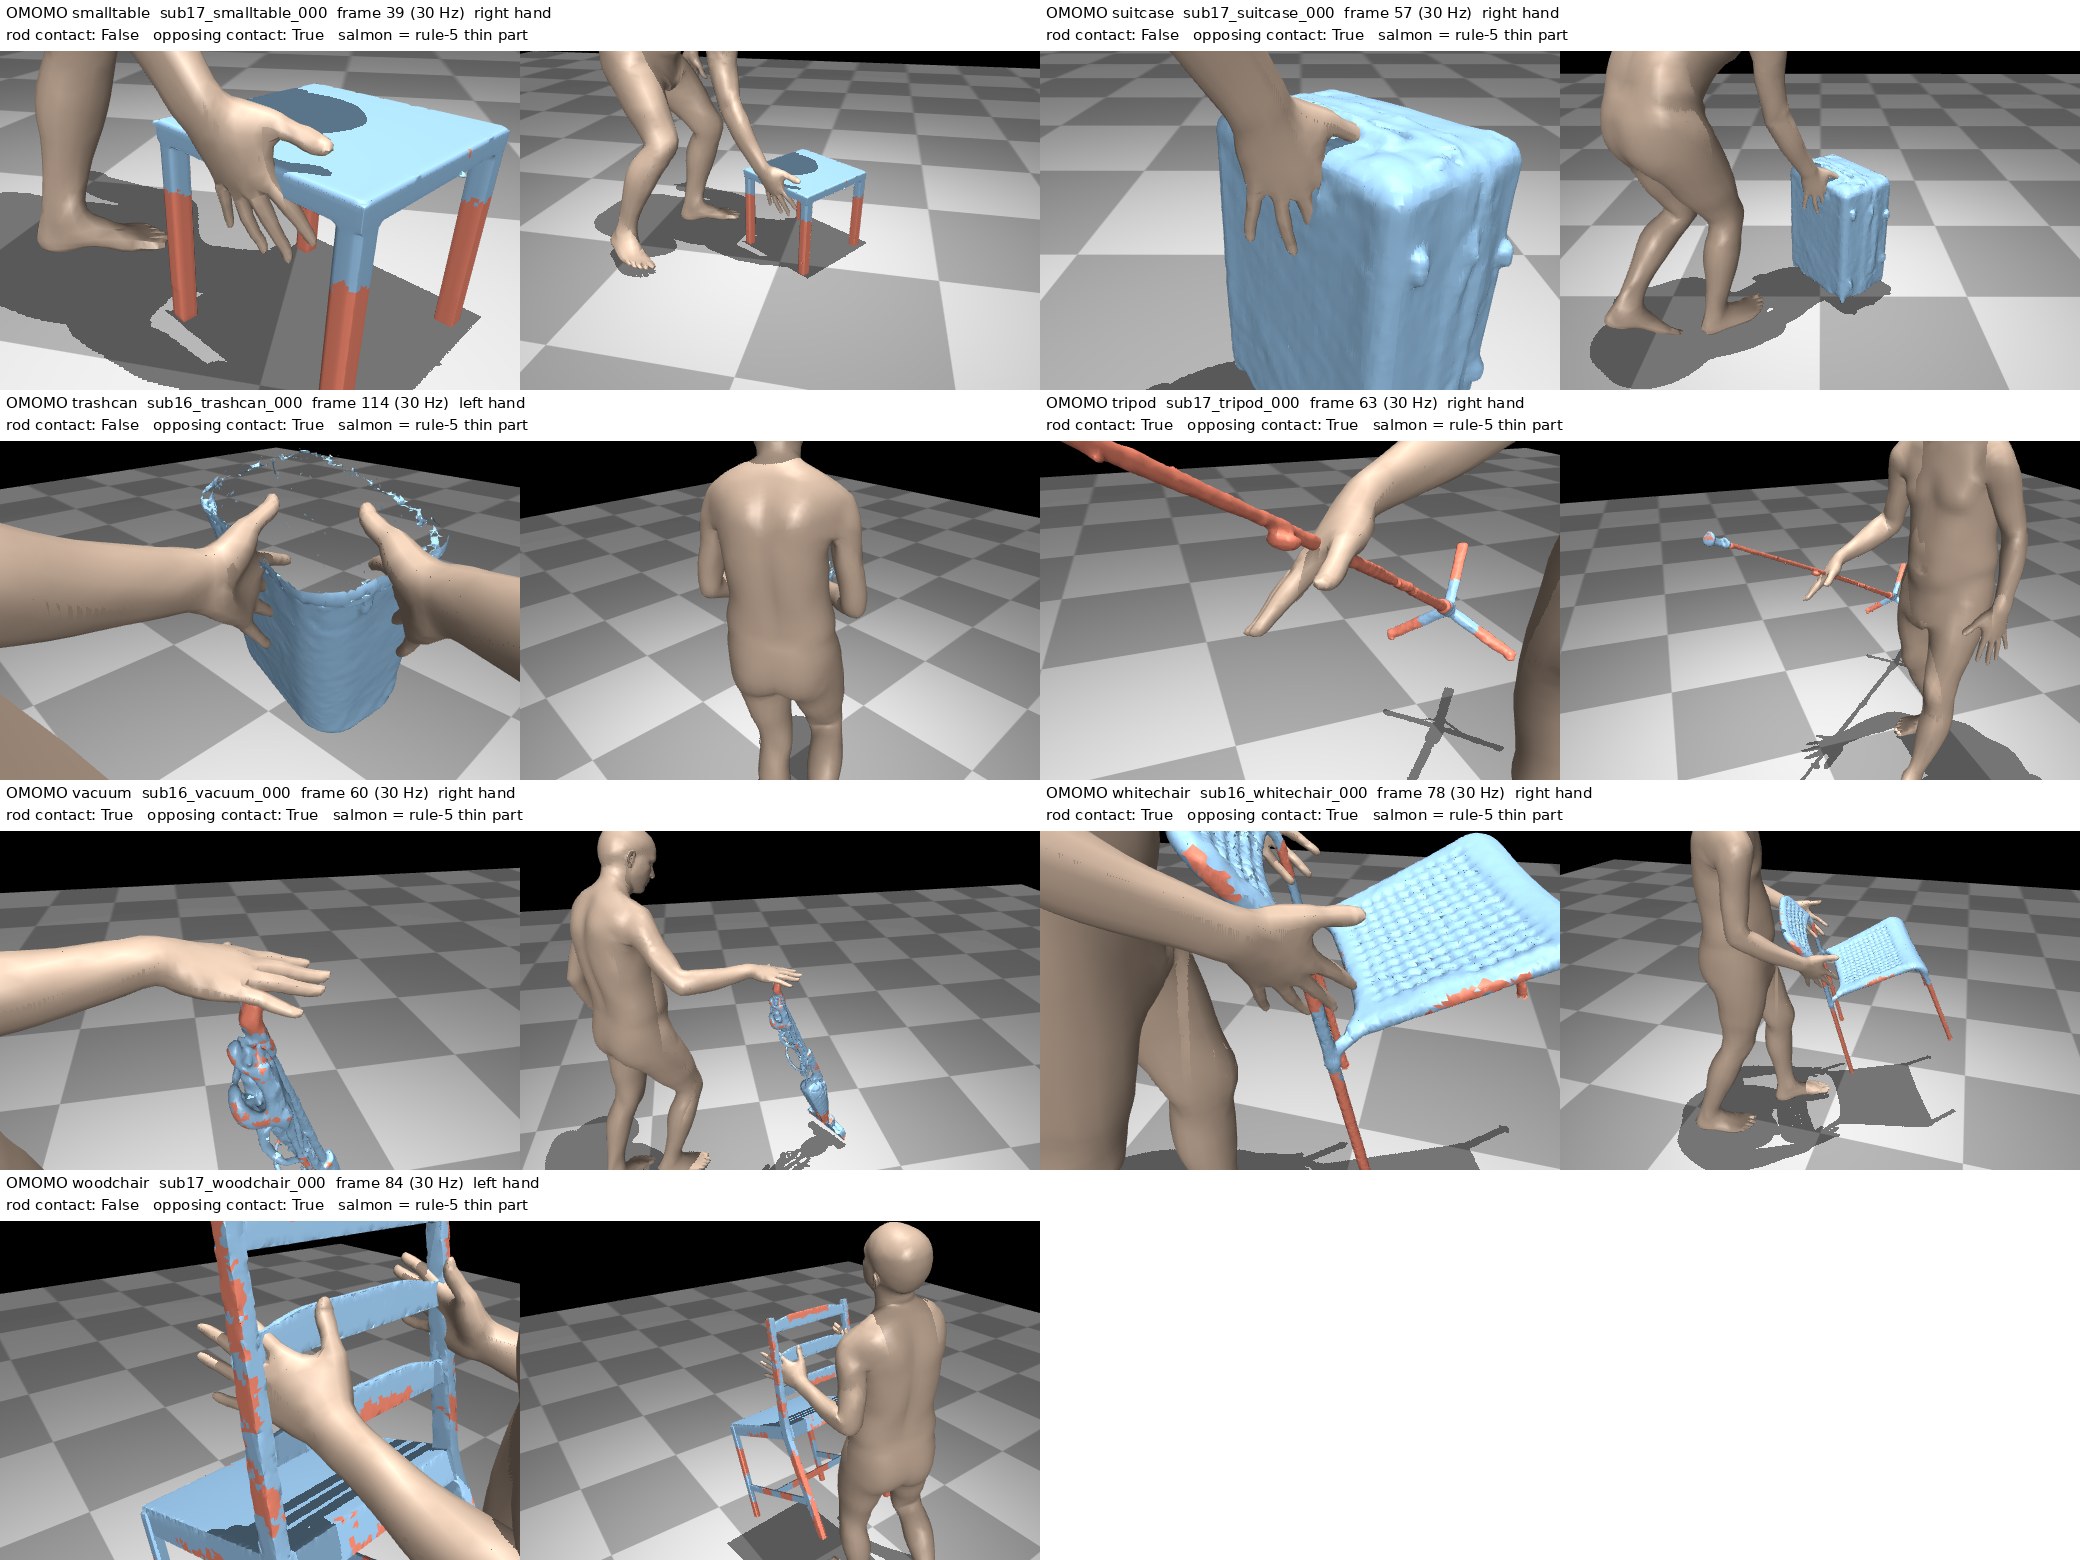 OMOMO smalltable  sub17_smalltable_000  frame 39 (30 Hz)  right hand
rod contact: False   opposing contact: True   salmon = rule-5 thin part
OMOMO suitcase  sub17_suitcase_000  frame 57 (30 Hz)  right hand
rod contact: False   opposing contact: True   salmon = rule-5 thin part
OMOMO trashcan  sub16_trashcan_000  frame 114 (30 Hz)  left hand
rod contact: False   opposing contact: True   salmon = rule-5 thin part
OMOMO tripod  sub17_tripod_000  frame 63 (30 Hz)  right hand
rod contact: True   opposing contact: True   salmon = rule-5 thin part
OMOMO vacuum  sub16_vacuum_000  frame 60 (30 Hz)  right hand
rod contact: True   opposing contact: True   salmon = rule-5 thin part
OMOMO whitechair  sub16_whitechair_000  frame 78 (30 Hz)  right hand
rod contact: True   opposing contact: True   salmon = rule-5 thin part
OMOMO woodchair  sub17_woodchair_000  frame 84 (30 Hz)  left hand
rod contact: False   opposing contact: True   salmon = rule-5 thin part